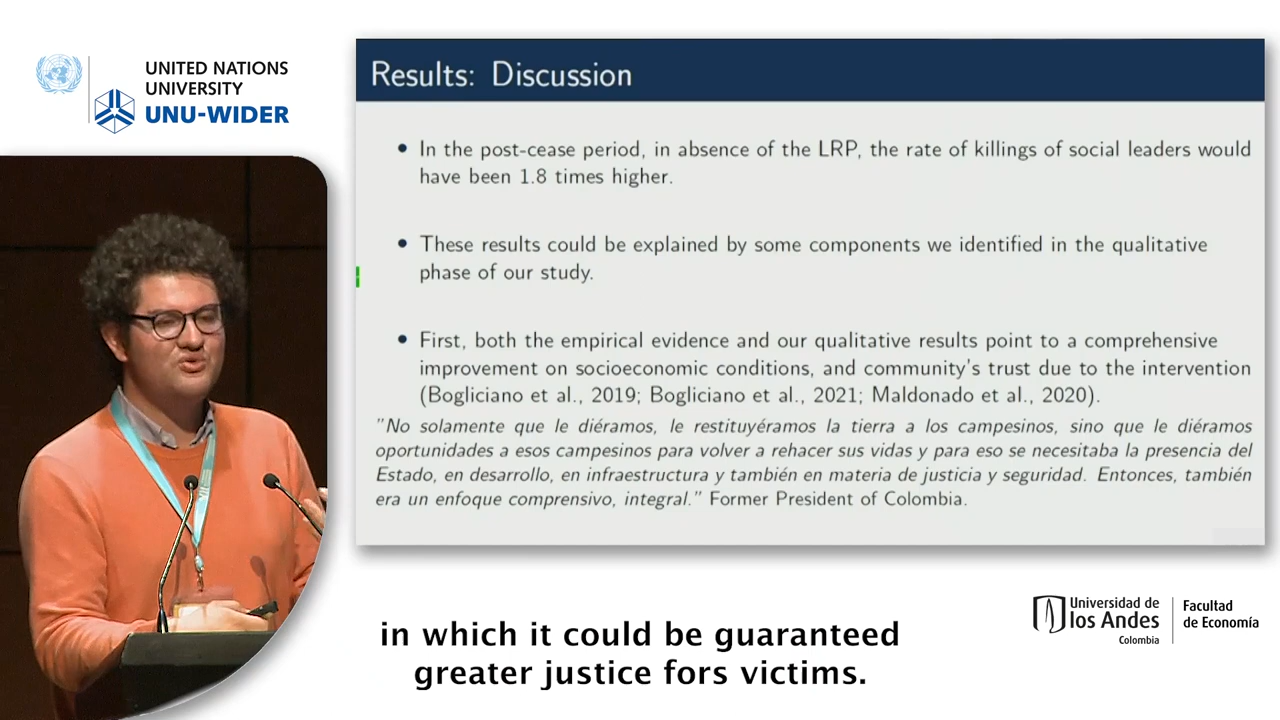 UNITED NATIONS
UNIVERSITY
UNU-WIDER
Results: Discussion
• In the post-cease period, in absence of the LRP, the rate of killings of social leaders would
have been 1.8 times higher.
• These results could be explained by some components we identified in the qualitative
phase of our study.
• First, both the empirical evidence and our qualitative results point to a comprehensive
improvement on socioeconomic conditions, and community's trust due to the intervention
(Bogliciano et al., 2019; Bogliciano et al., 2021; Maldonado et al., 2020).
"No solamente que le diéramos, le restituyéramos la tierra a los campesinos, sino que le diéramos
oportunidades a esos campesinos para volver a rehacer sus vidas y para eso se necesitaba la presencia del
Estado, en desarrollo, en infraestructura y también en materia de justicia y seguridad. Entonces, también
era un enfoque comprensivo, integral." Former President of Colombia.
in which it could be guaranteed
greater justice fors victims.
Universidad de
los Andes
Colombia
Facultad
de Economía